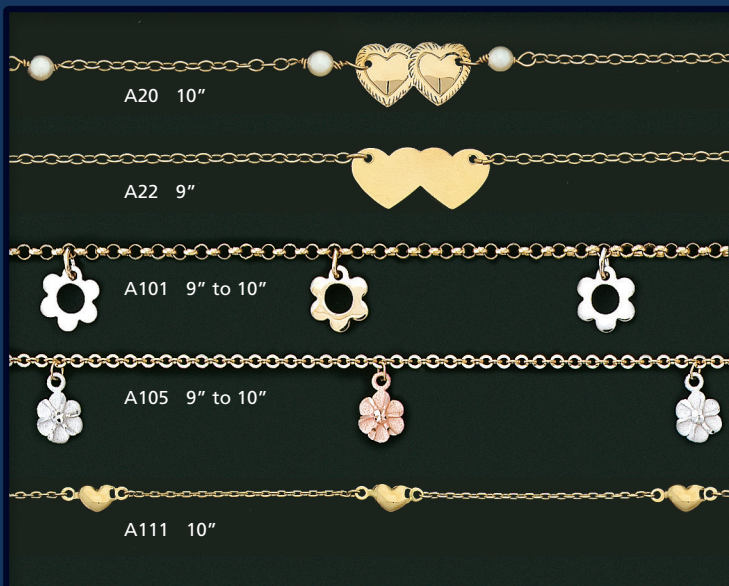 A20 10”
A22 9”
A101 9” to 10”
A105 9” to 10”
A111 10”